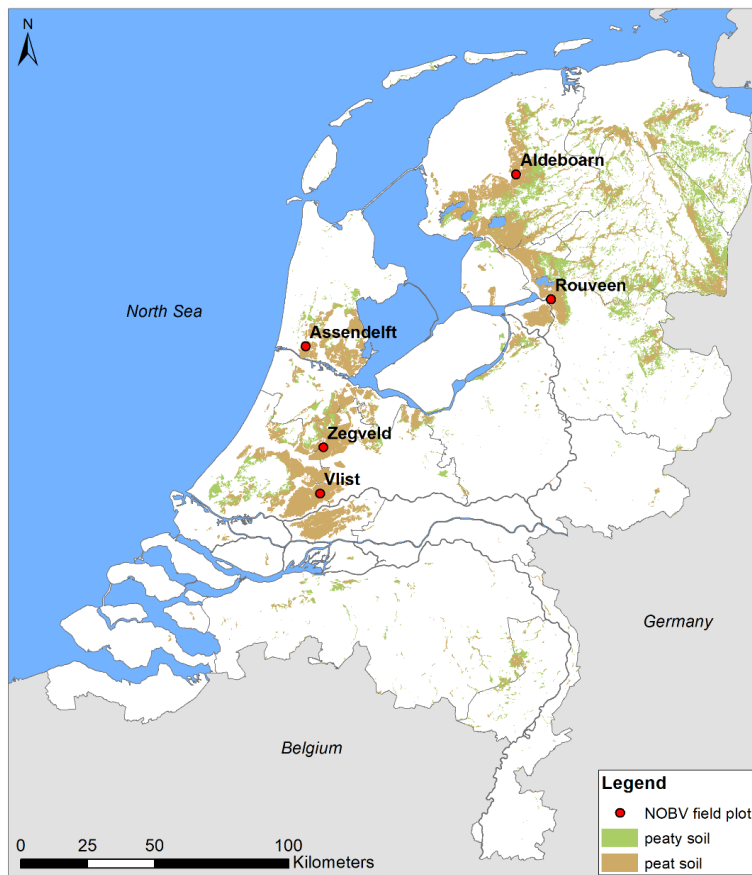 N
Aldeboarn
Rouveen
North Sea
Assendelft
Zegveld
Vlist
Germany
Belgium
Legend
NOBV field plot
peaty soil
peat soil
0 25 50 100
Kilometers